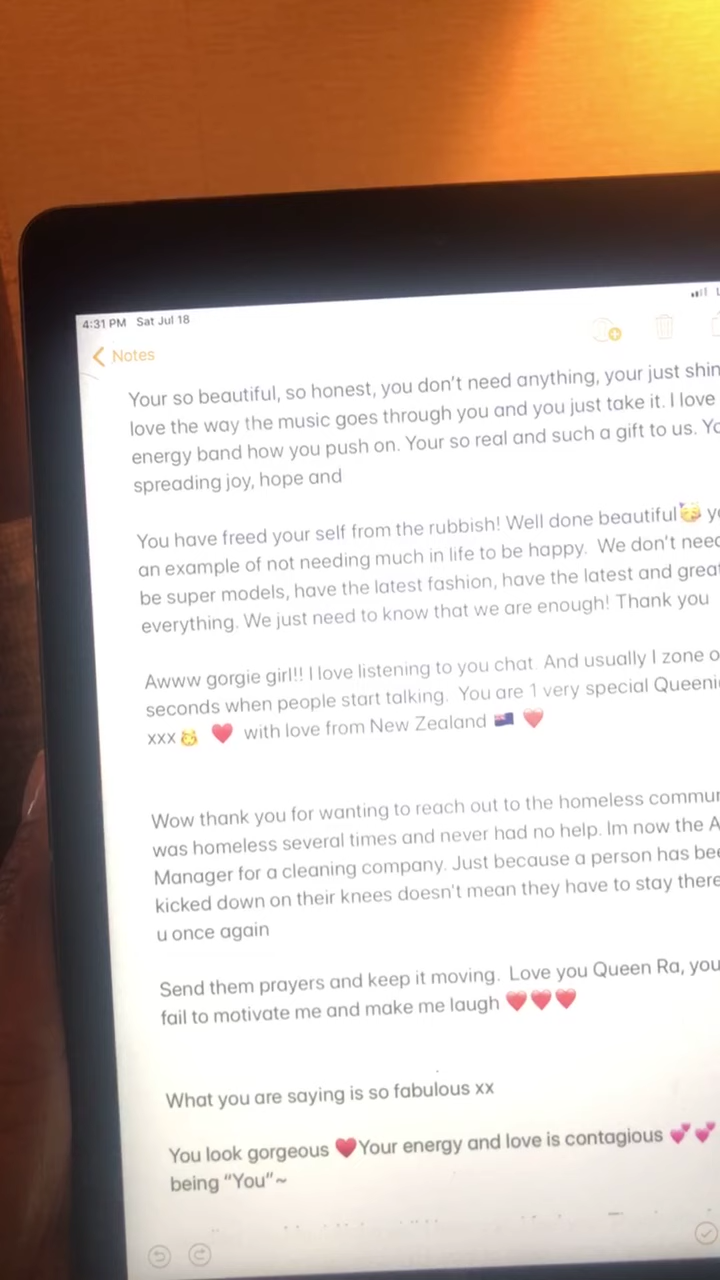 4:31 PM Sat Jul 18
Notes
Your so beautiful, so honest, you don't need anything, your just
love the way the music goes through you and you just take it. I love
energy band how you push on. Your so real and such a gift to us.
spreading joy, hope and
You have freed your self from the rubbish! Well done beautiful🥳
an example of not needing much in life to be happy. We don't need
be super models, have the latest fashion, have the latest and
everything. We just need to know that we are enough! Thank you
Awww gorgie girl!! I love listening to you chat. And usually I zone
seconds when people start talking. You are 1 very special
xxx🥳 ♥️ with love from New Zealand 🇳🇿 ♥️
Wow thank you for wanting to reach out to the homeless
was homeless several times and never had no help. Im now the
Manager for a cleaning company. Just because a person has
kicked down on their knees doesn't mean they have to stay there
u once again
Send them prayers and keep it moving. Love you Queen Ra, you
fail to motivate me and make me laugh ♥️♥️♥️
What you are saying is so fabulous xx
You look gorgeous ♥️Your energy and love is contagious 💕💕
being "You"~